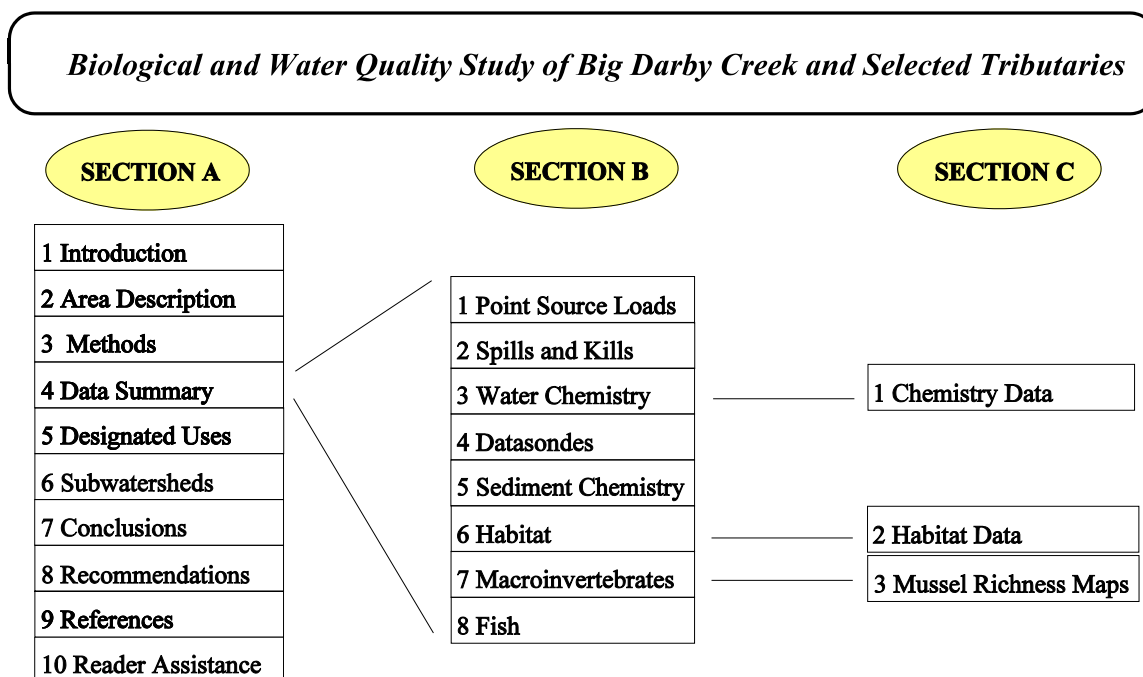 Biological and Water Quality Study of Big Darby Creek and Selected Tributaries
SECTION A
1 Introduction
2 Area Description
3 Methods
4 Data Summary
5 Designated Uses
6 Subwatersheds
7 Conclusions
8 Recommendations
9 References
10 Reader Assistance
SECTION B
1 Point Source Loads
2 Spills and Kills
3 Water Chemistry
4 Datasondes
5 Sediment Chemistry
6 Habitat
7 Macroinvertebrates
8 Fish
SECTION C
1 Chemistry Data
2 Habitat Data
3 Mussel Richness Maps